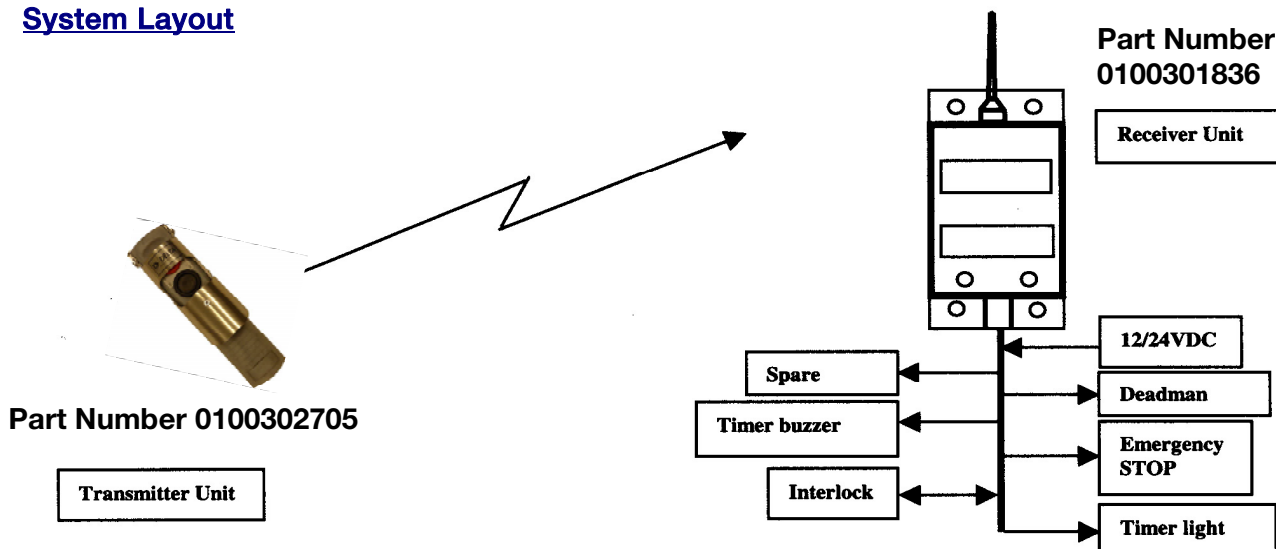 System Layout
Part Number
0100301836
Receiver Unit
Part Number 0100302705
Transmitter Unit
12/24VDC
Spare
Deadman
Timer buzzer
Emergency
STOP
Interlock
Timer light